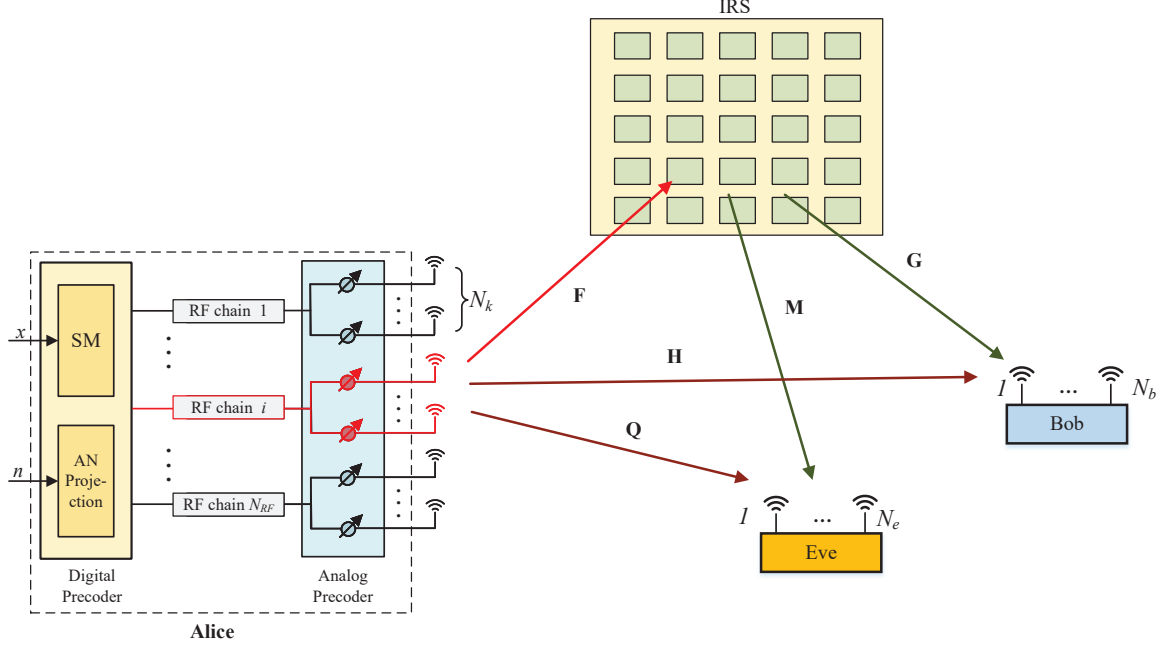 IRS
G
F
M
H
Q
x
n
SM
AN
Proje-
ction
RF chain 1
RF chain i
RF chain N_RF
N_k
Digital
Precoder
Analog
Precoder
Alice
1
...
N_b
Bob
1
...
N_e
Eve